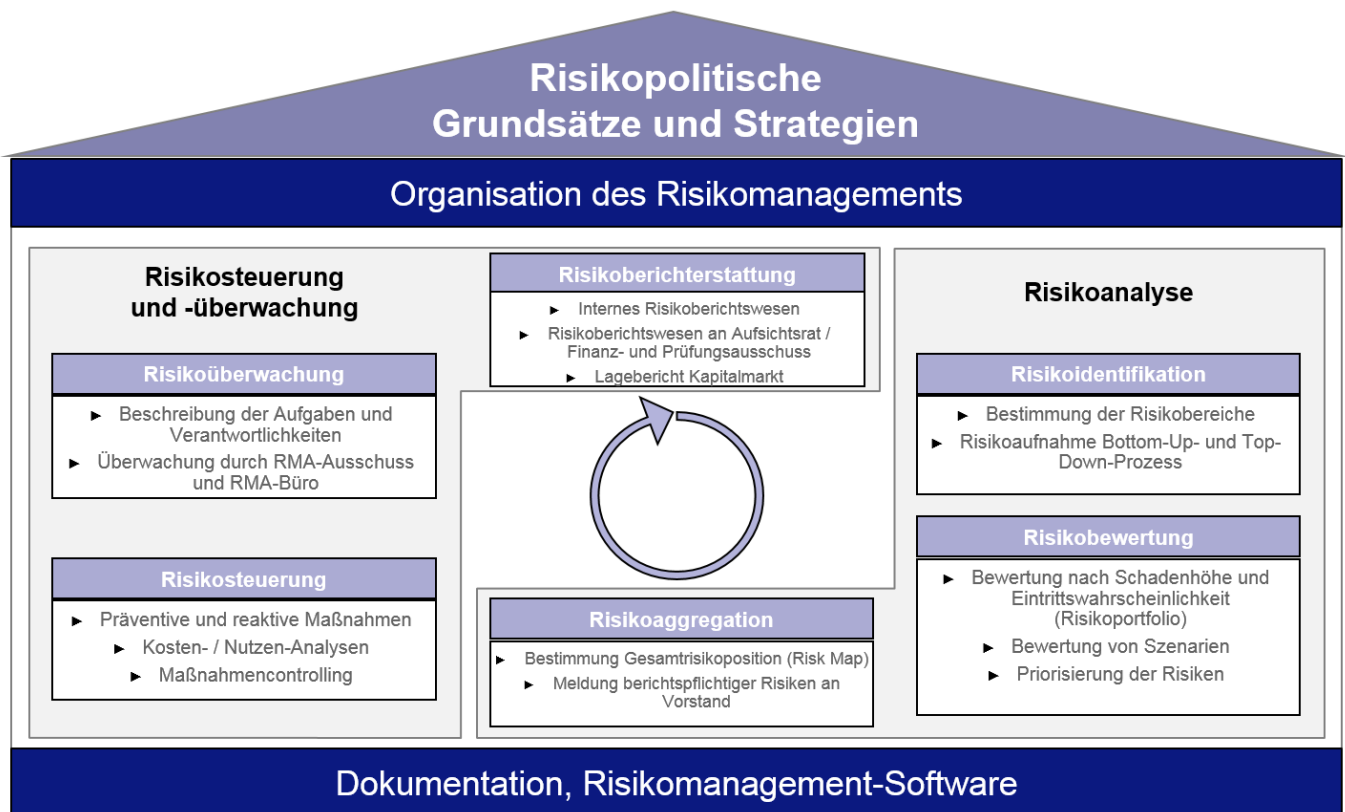 Risikopolitische
Grundsätze und Strategien
Organisation des Risikomanagements
Risikosteuerung
und -überwachung
Risikoüberwachung
► Beschreibung der Aufgaben und
Verantwortlichkeiten
► Überwachung durch RMA-Ausschuss
und RMA-Büro
Risikosteuerung
► Präventive und reaktive Maßnahmen
► Kosten- / Nutzen-Analysen
► Maßnahmencontrolling
Risikoberichterstattung
► Internes Risikoberichtswesen
► Risikoberichtswesen an Aufsichtsrat /
Finanz- und Prüfungsausschuss
► Lagebericht Kapitalmarkt
Risikoaggregation
► Bestimmung Gesamtrisikoposition (Risk Map)
► Meldung berichtspflichtiger Risiken an
Vorstand
Risikoanalyse
Risikoidentifikation
► Bestimmung der Risikobereiche
► Risikoaufnahme Bottom-Up- und Top-
Down-Prozess
Risikobewertung
► Bewertung nach Schadenhöhe und
Eintrittswahrscheinlichkeit
(Risikoportfolio)
► Bewertung von Szenarien
► Priorisierung der Risiken
Dokumentation, Risikomanagement-Software